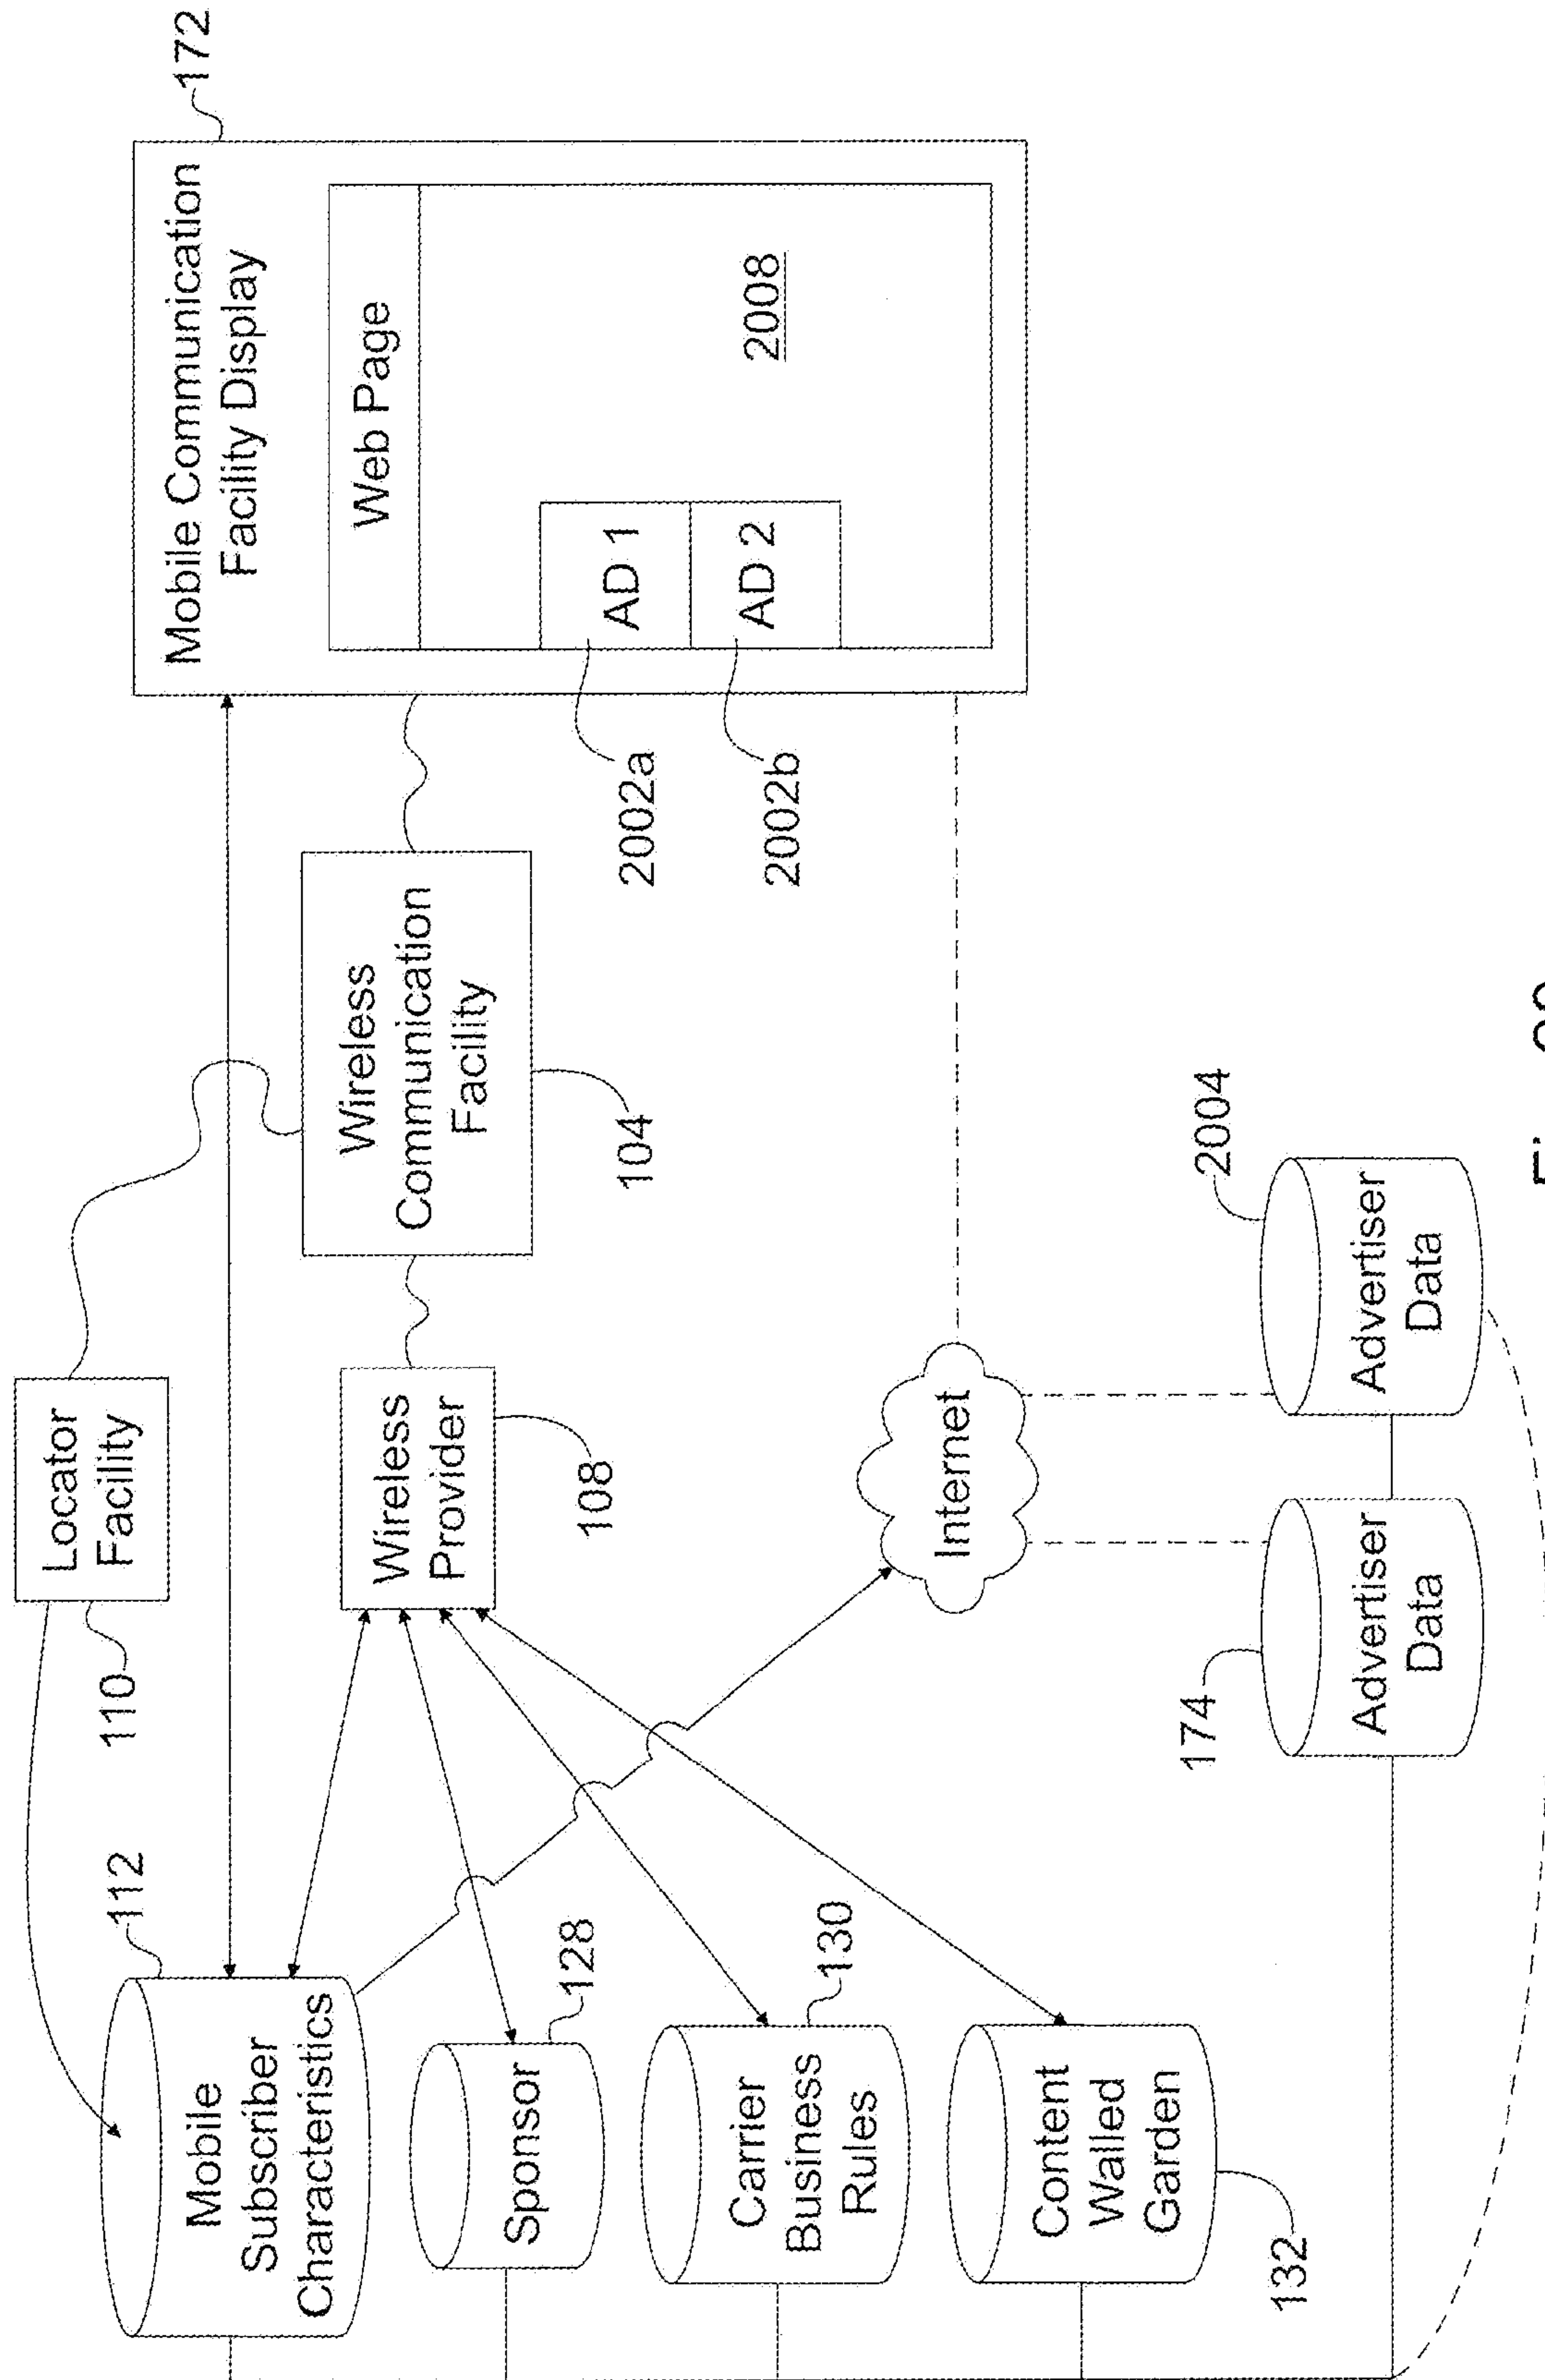 Locator
Facility
110
172
Mobile Communication
Facility Display
Web Page
AD 1
AD 2
2008
2002a
2002b
112
Mobile
Subscriber
Characteristics
Wireless
Provider
108
Wireless
Communication
Facility
104
Sponsor
128
Carrier
Business
Rules
130
Content
Walled
Garden
132
Internet
174
Advertiser
Data
2004
Advertiser
Data